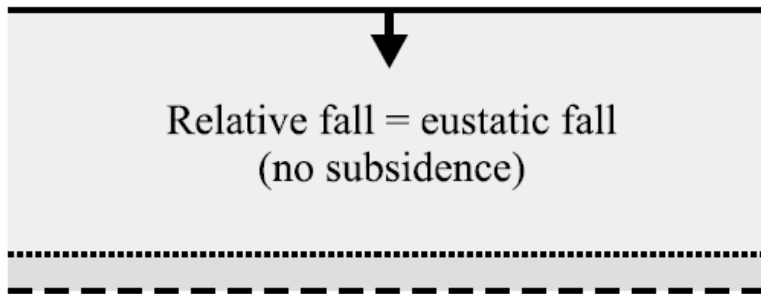 Relative fall = eustatic fall
(no subsidence)